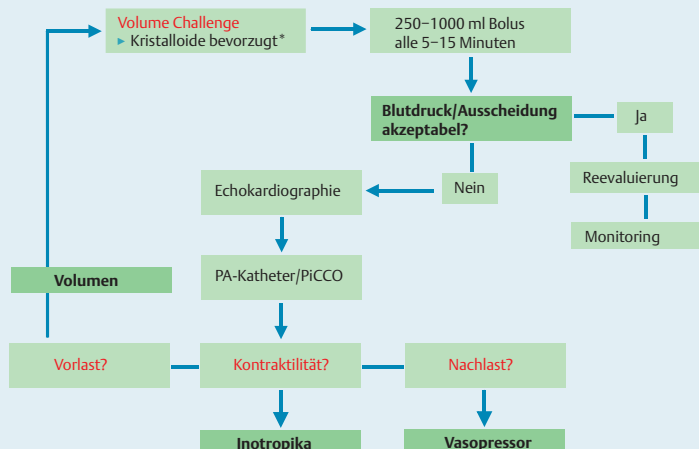 Volume Challenge
► Kristalloide bevorzugt*
250–1000 ml Bolus
alle 5–15 Minuten
Blutdruck/Ausscheidung
akzeptabel?
Ja
Nein
Reevaluierung
Echokardiographie
Monitoring
PA-Katheter/PiCCO
Volumen
Vorlast?
Kontraktilität?
Nachlast?
Inotropika
Vasopressor